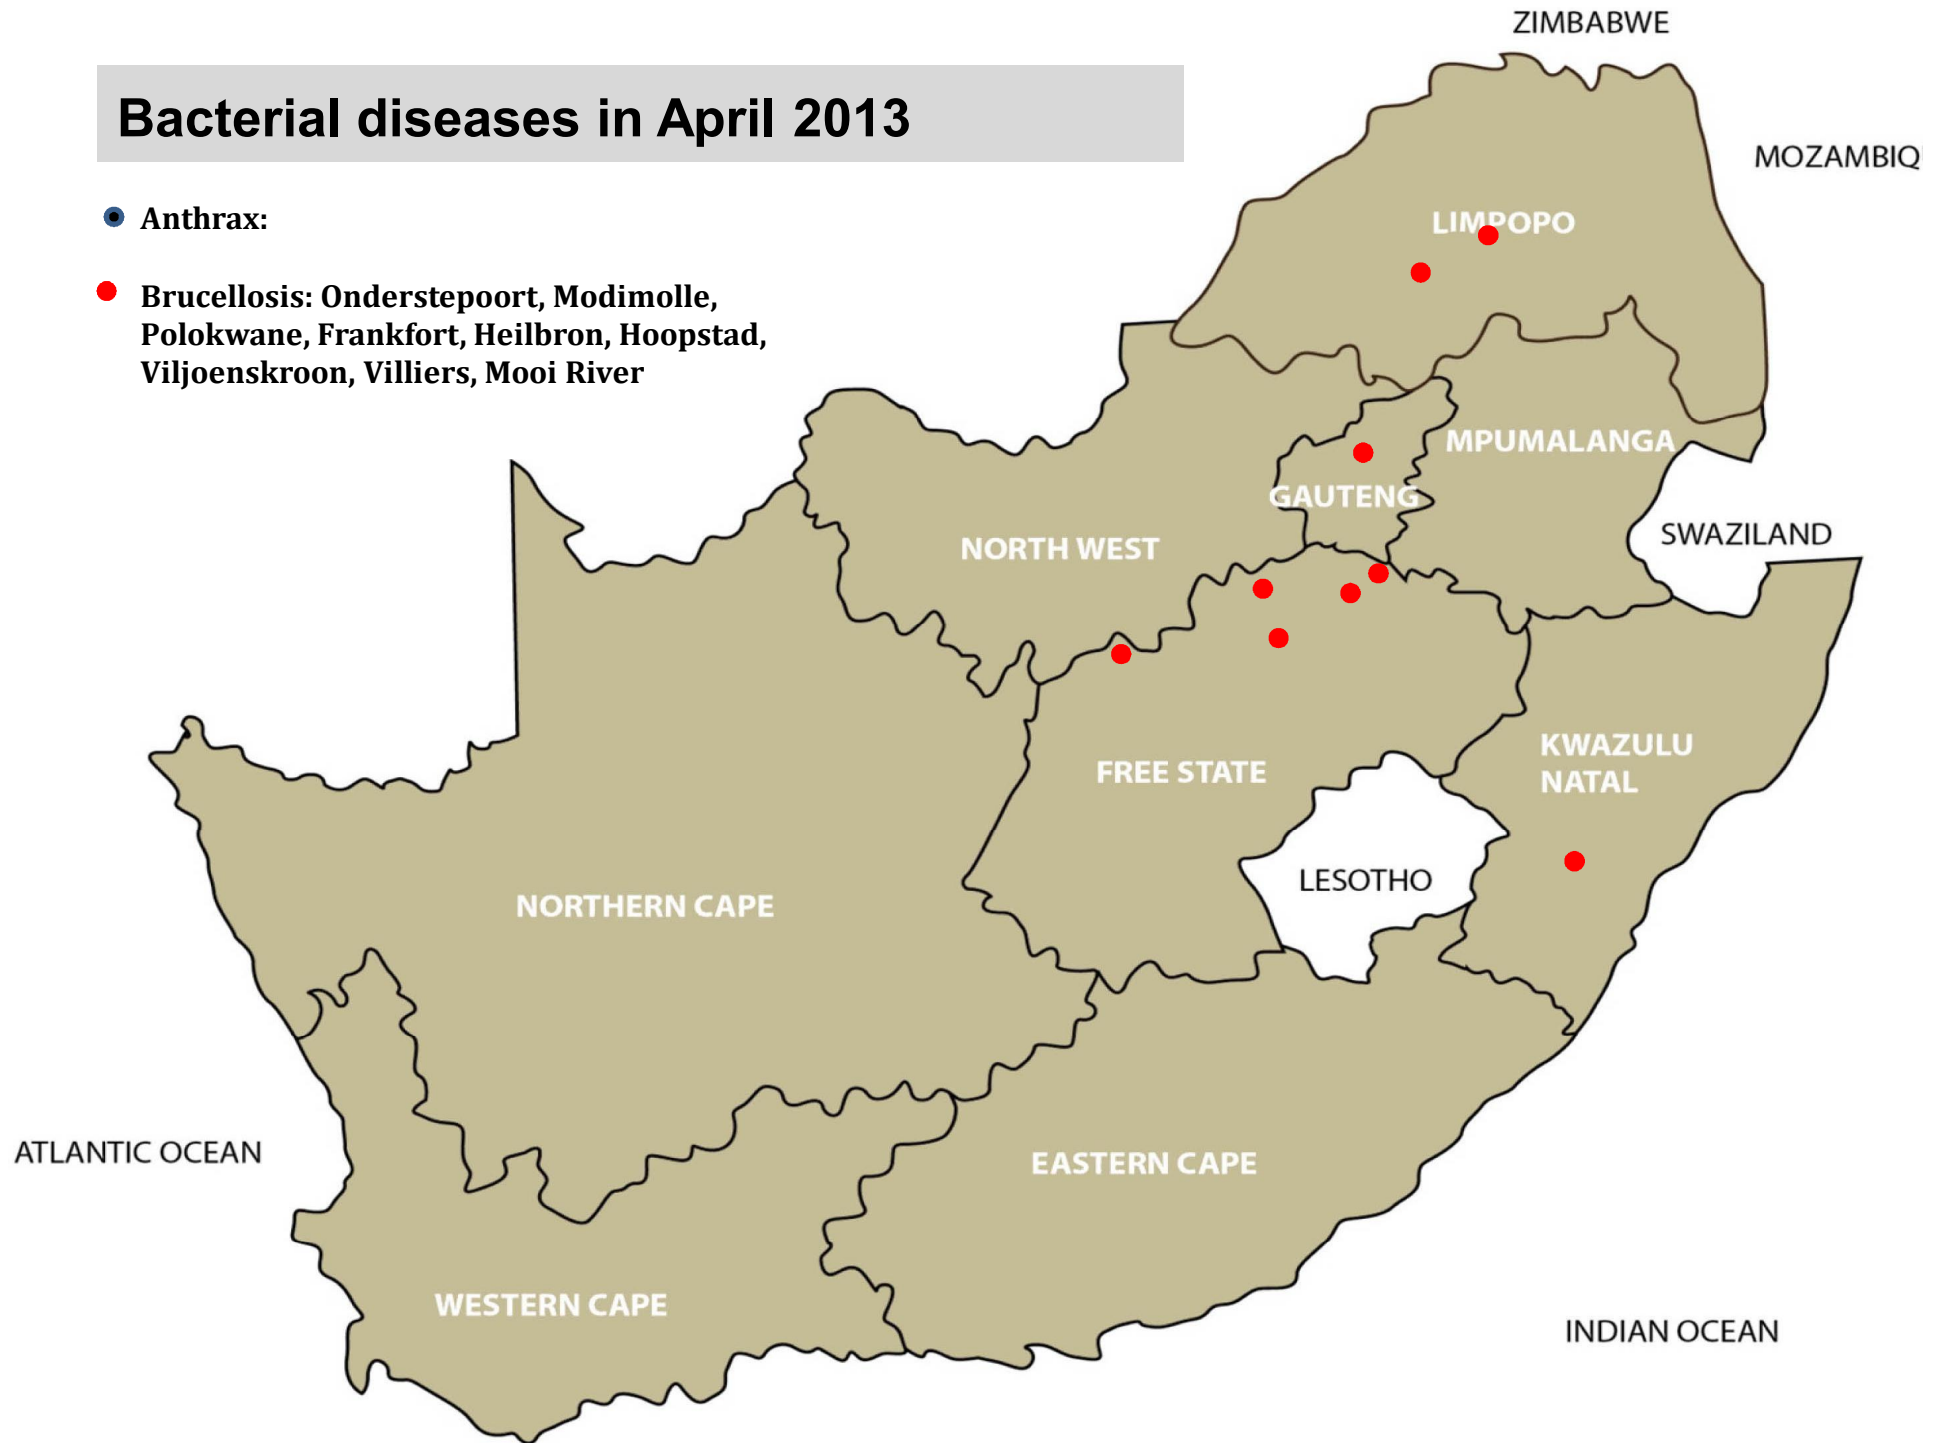 ZIMBABWE
Bacterial diseases in April 2013
MOZAMBIQ
Anthrax:
LIMPOPO
Brucellosis: Onderstepoort, Modimolle,
Polokwane, Frankfort, Heilbron, Hoopstad,
Viljoenskroon, Villiers, Mooi River
MPUMALANGA
GAUTENG
SWAZILAND
NORTH WEST
KWAZULU
NATAL
FREE STATE
LESOTHO
NORTHERN CAPE
ATLANTIC OCEAN
EASTERN CAPE
WESTERN CAPE
INDIAN OCEAN